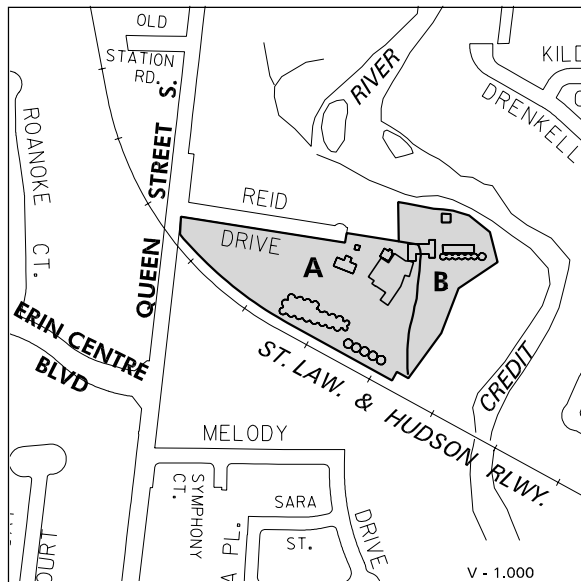 OLD
STATION
RD.
QUEEN STREET S.
ROANOKE CT.
RIVER
KILD
DRENKELL
REID
DRIVE
A
B
ERIN CENTRE
BLVD
ST. LAW. & HUDSON RLWY.
CREDIT
MELODY
DRIVE
SYMPHONY
CT.
SARA
ST.
A PL.
OURT
V - 1,000